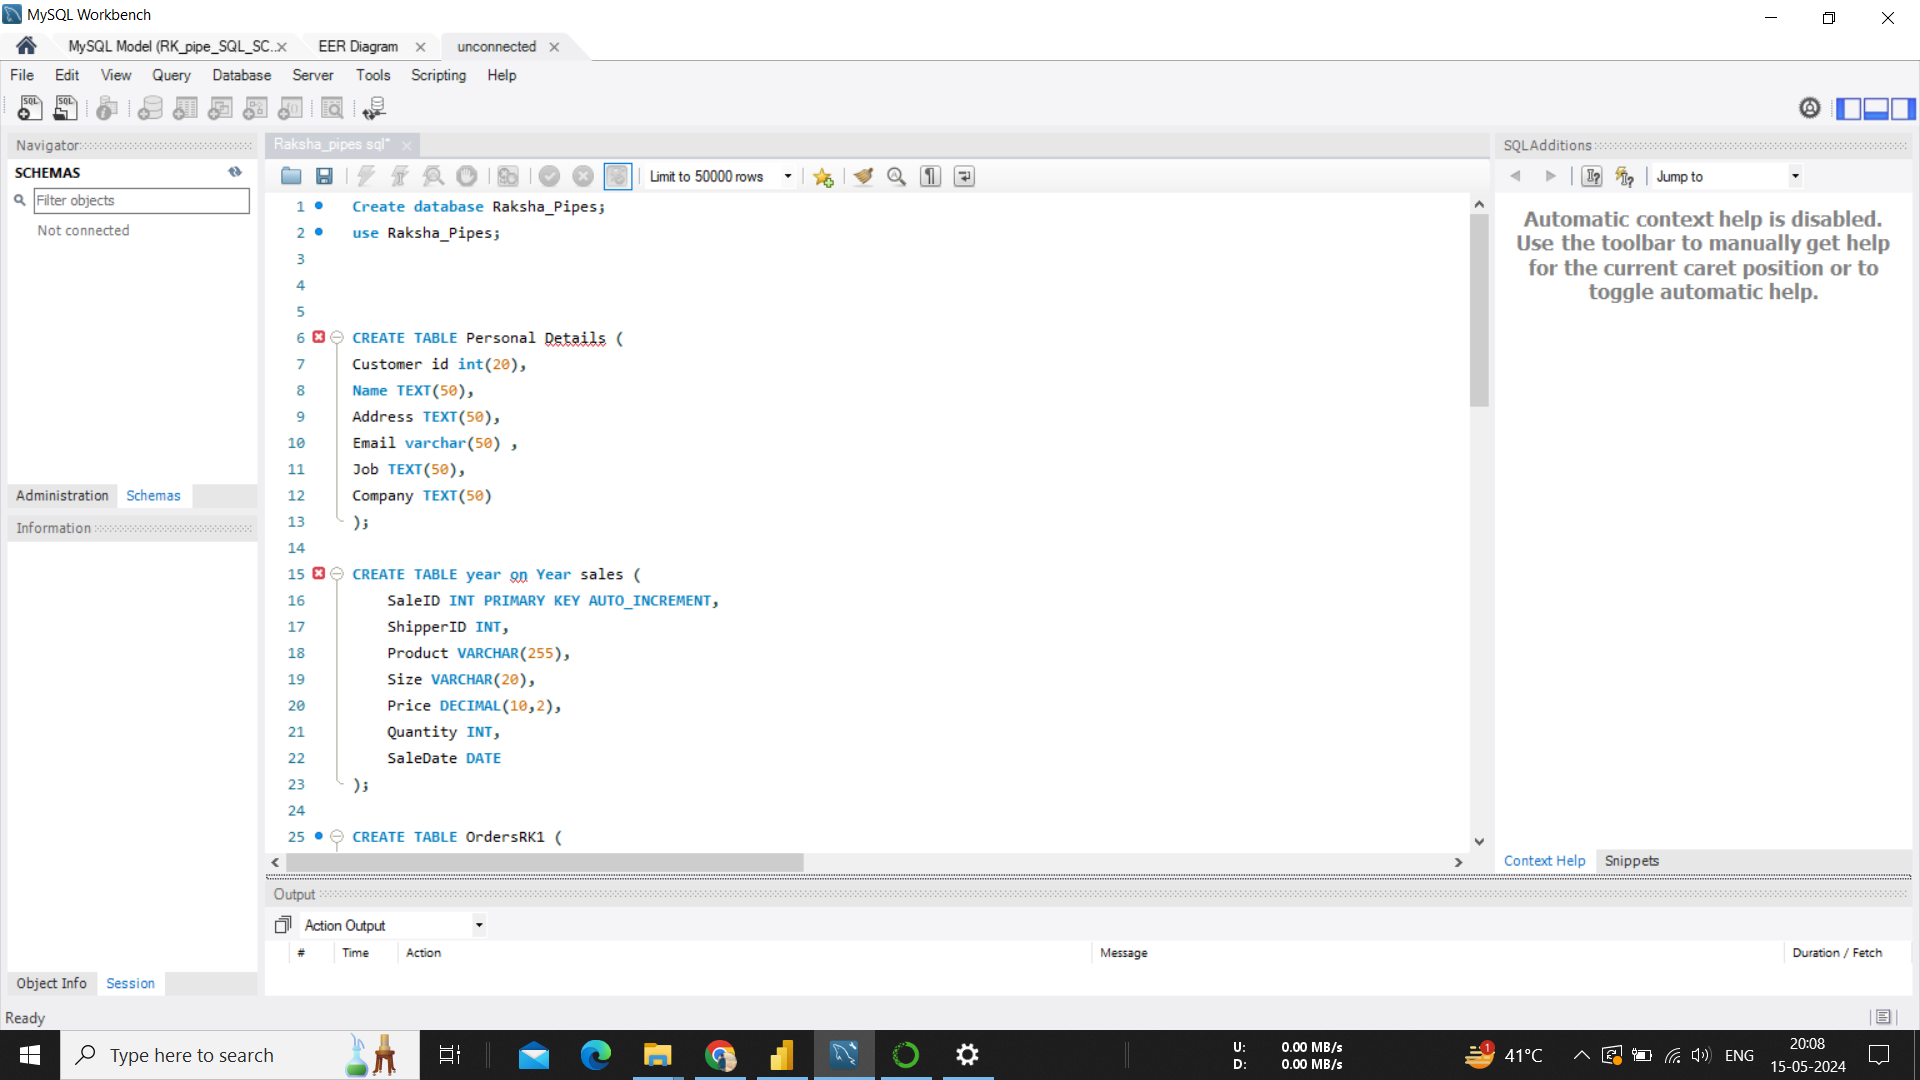 MySQL Workbench
MySQL Model (RK_pipe_SQL_SC..
EER Diagram
unconnected
File Edit View Query Database Server Tools Scripting Help
Navigator
SCHEMAS
Filter objects
Not connected
Administration Schemas
Information
Object Info Session
Ready
Raksha_pipes sql*
Limit to 50000 rows
1 Create database Raksha_Pipes;
2 use Raksha_Pipes;
3
4
5
6 CREATE TABLE Personal Details (
7 Customer id int(20),
8 Name TEXT(50),
9 Address TEXT(50),
10 Email varchar(50) ,
11 Job TEXT(50),
12 Company TEXT(50)
13 );
14
15 CREATE TABLE year on Year sales (
16 SaleID INT PRIMARY KEY AUTO_INCREMENT,
17 ShipperID INT,
18 Product VARCHAR(255),
19 Size VARCHAR(20),
20 Price DECIMAL(10,2),
21 Quantity INT,
22 SaleDate DATE
23 );
24
25 CREATE TABLE OrdersRK1 (
SQLAdditions
Jump to
Automatic context help is disabled.
Use the toolbar to manually get help
for the current caret position or to
toggle automatic help.
Context Help Snippets
Output
Action Output
# Time Action Message Duration / Fetch
Type here to search
U: 0.00 MB/s
D: 0.00 MB/s
1
41°C
ENG
20:08
15-05-2024